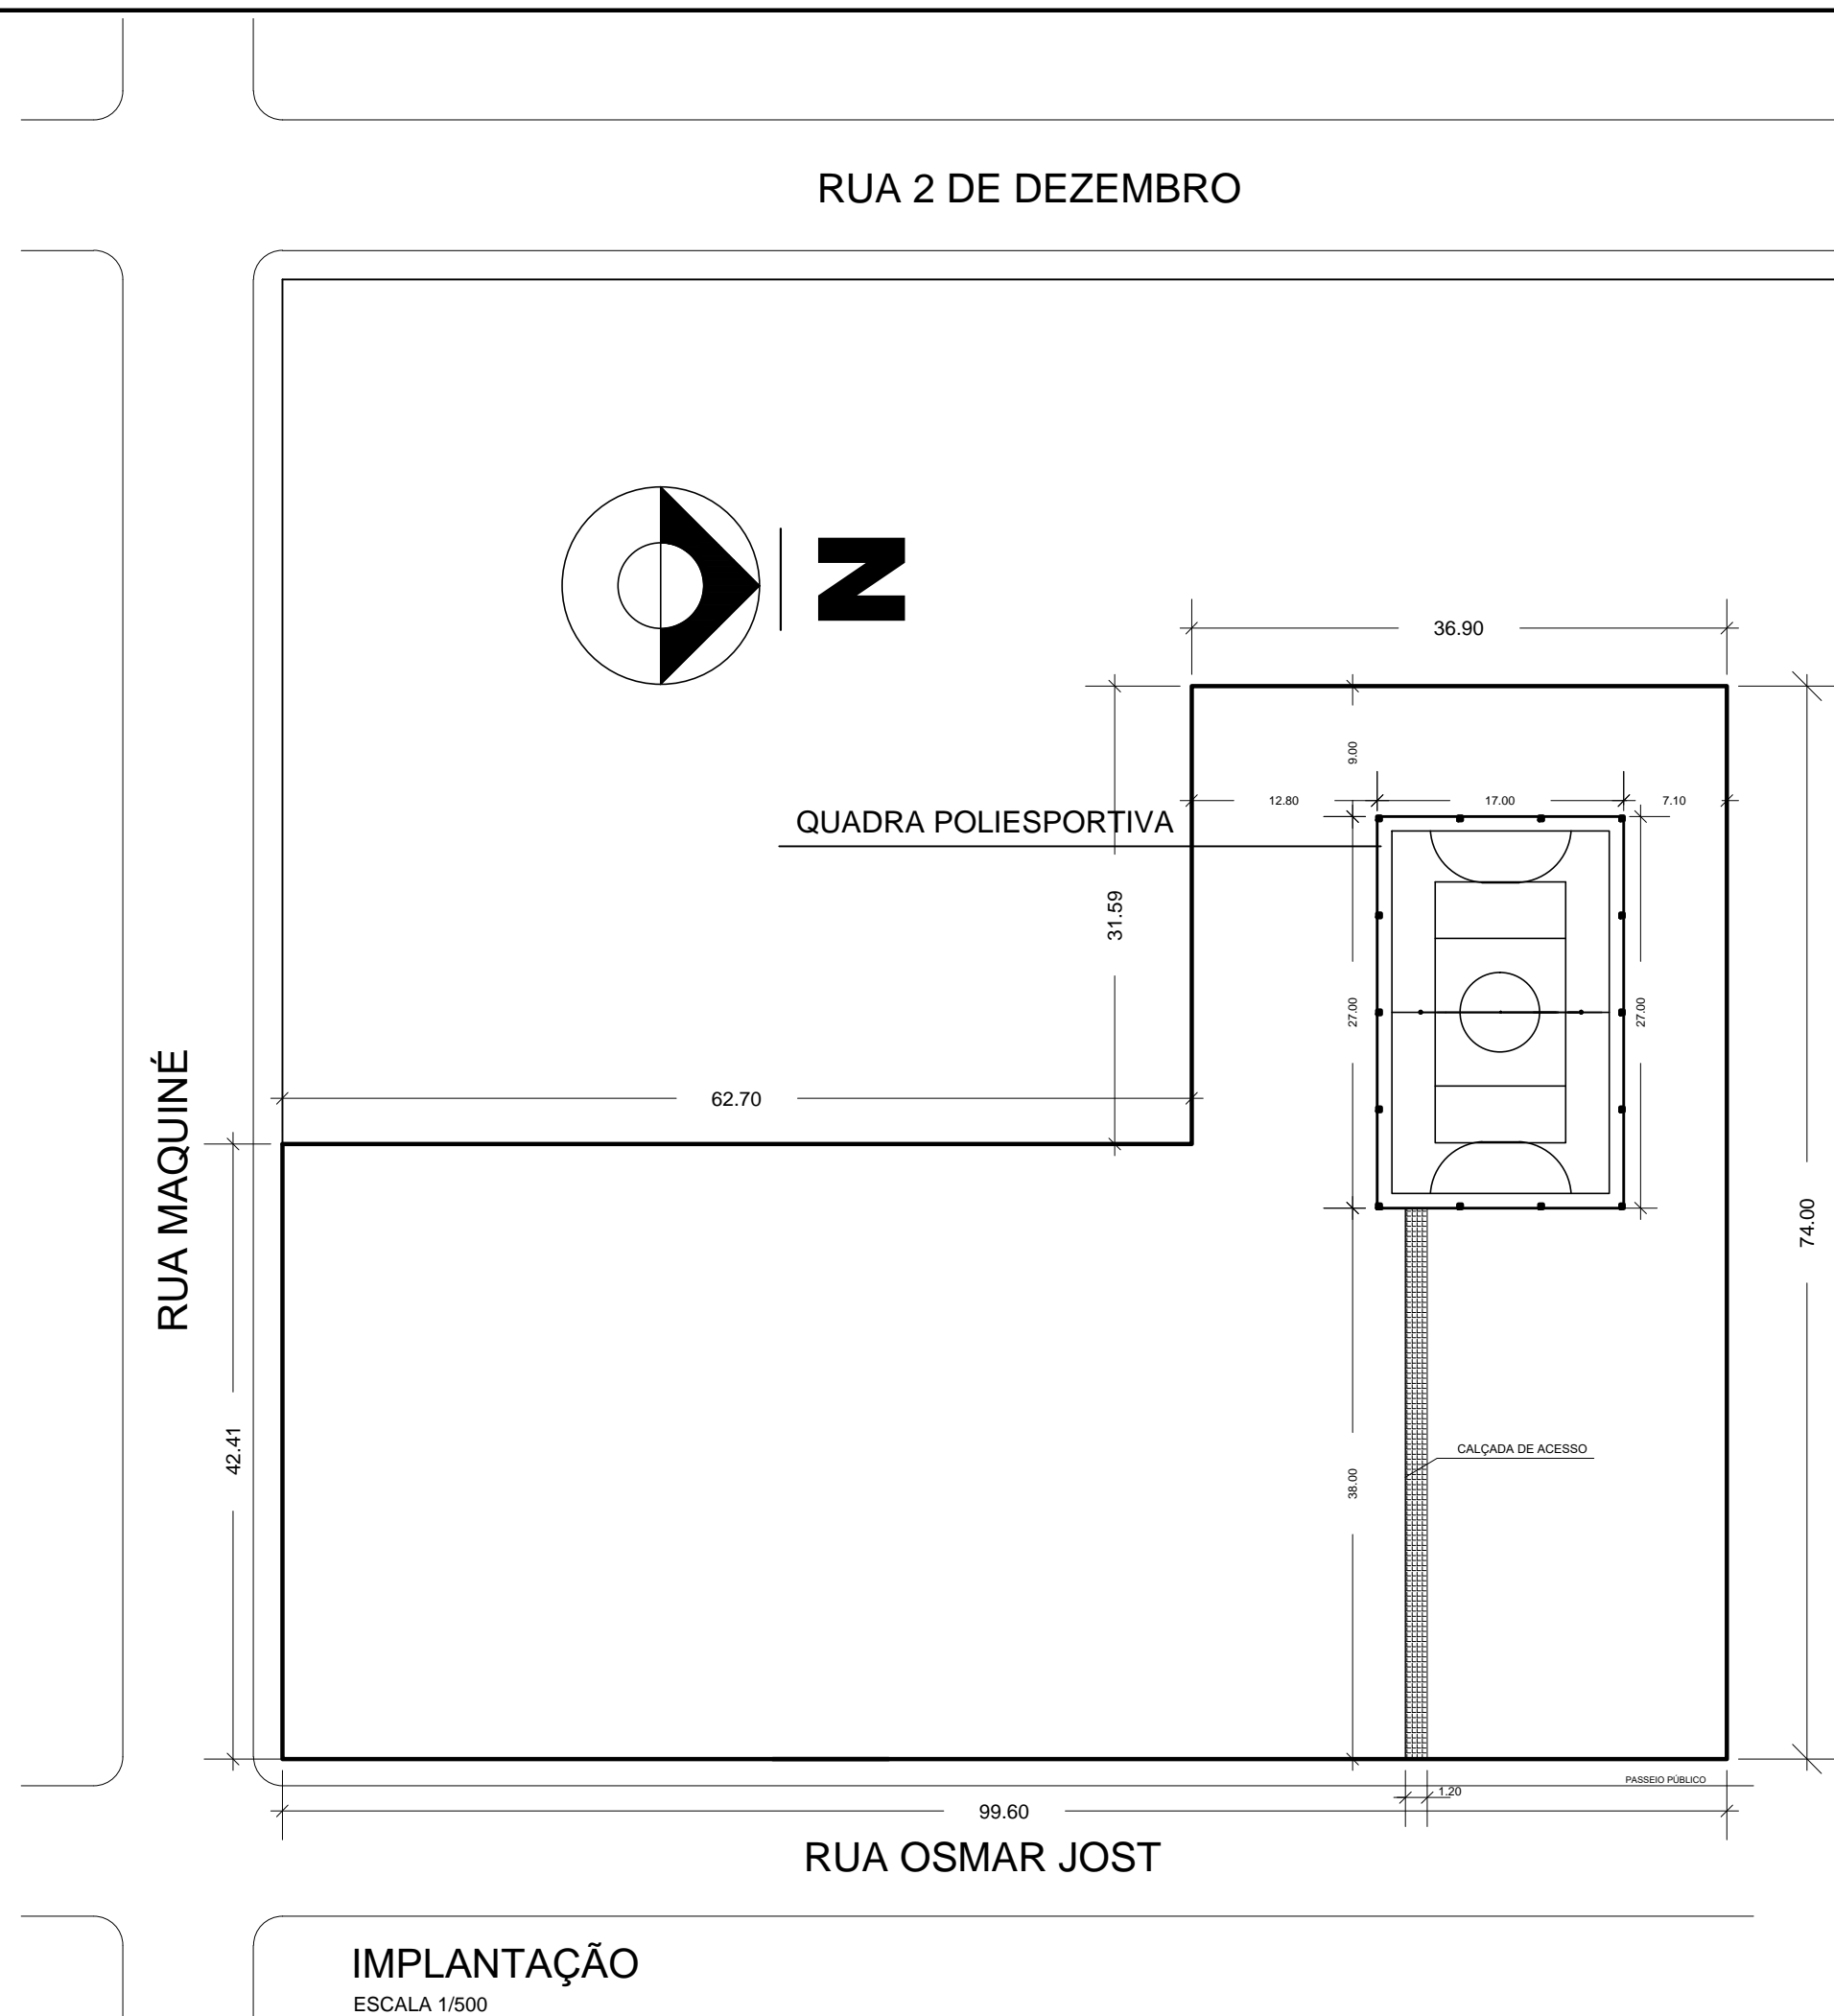 RUA 2 DE DEZEMBRO
N
36.90
9.00
12.80
17.00
7.10
QUADRA POLIESPORTIVA
31.59
27.00
27.00
62.70
RUA MAQUINÉ
74.00
42.41
CALÇADA DE ACESSO
38.00
PASSEIO PÚBLICO
1.20
99.60
RUA OSMAR JOST
IMPLANTAÇÃO
ESCALA 1/500